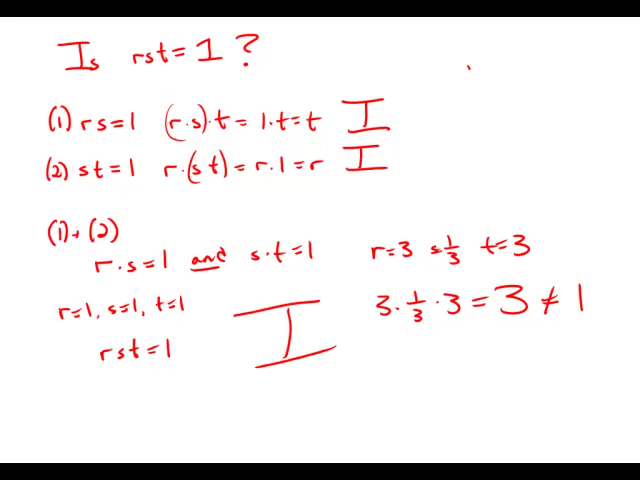 Is rst = 1 ?
(1) rs = 1 (r·s)·t = 1·t = t I
(2) st = 1 r·(s t) = r·1 = r I
(1)+(2)
r·s = 1 and s·t = 1 r=3 s=1/3 t=3
r=1, s=1, t=1 3·1/3·3 = 3 ≠ 1
rst = 1 I